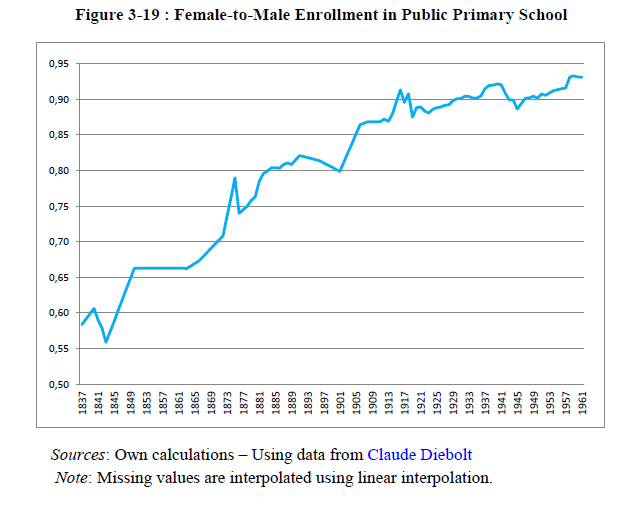 Figure 3-19 : Female-to-Male Enrollment in Public Primary School
0,95
0,90
0,85
0,80
0,75
0,70
0,65
0,60
0,55
0,50
1837 1841 1845 1849 1853 1857 1861 1865 1869 1873 1877 1881 1885 1889 1893 1897 1901 1905 1909 1913 1917 1921 1925 1929 1933 1937 1941 1945 1949 1953 1957 1961
Sources: Own calculations – Using data from Claude Diebolt
Note: Missing values are interpolated using linear interpolation.